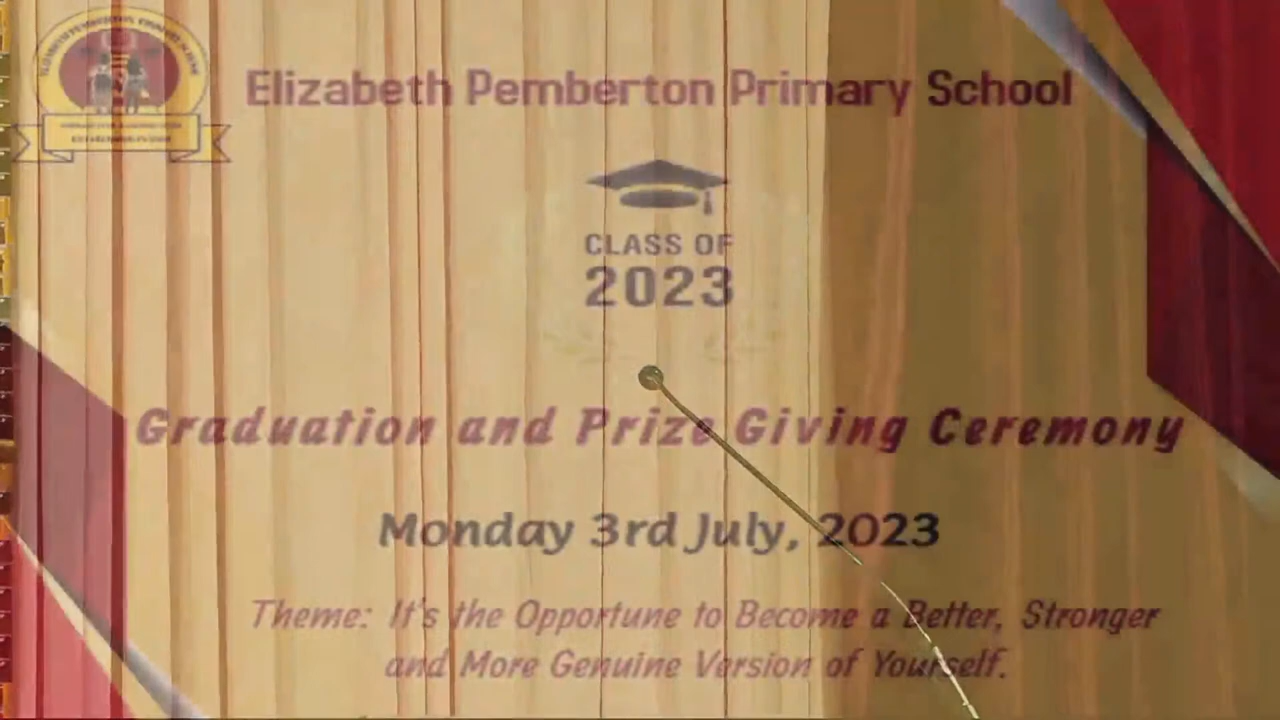 Elizabeth Pemberton Primary School
CLASS OF
2023
Graduation and Prize Giving Ceremony
Monday 3rd July, 2023
Theme: It's the Opportune to Become a Better, Stronger
and More Genuine Version of Yourself.